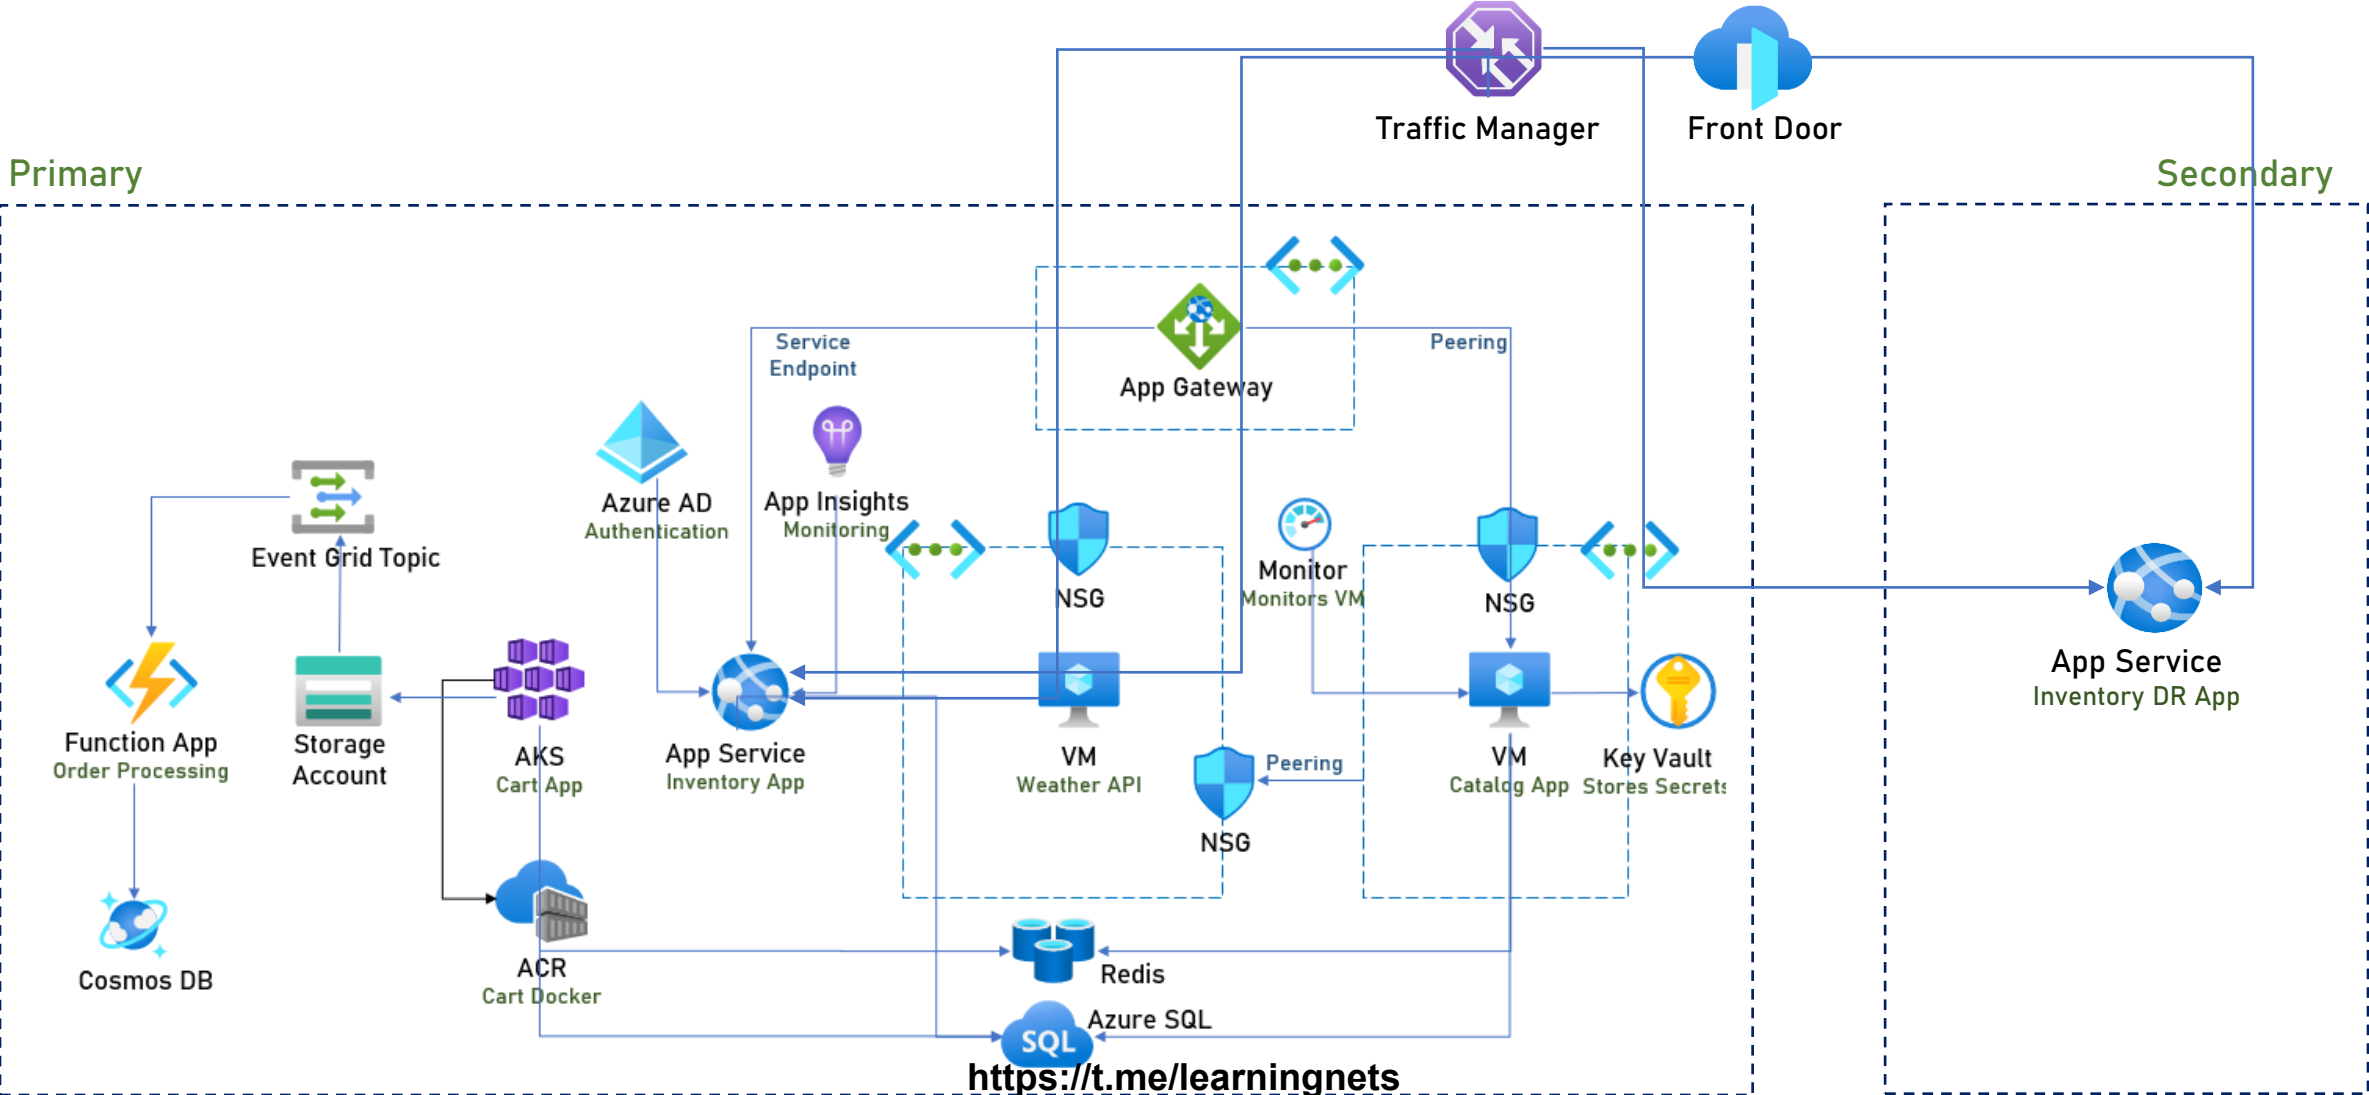 Traffic Manager
Front Door
Primary
Secondary
Service
Endpoint
Peering
App Gateway
Azure AD
Authentication
App Insights
Monitoring
Event Grid Topic
NSG
Monitor
Monitors VM
NSG
App Service
Inventory DR App
Function App
Order Processing
Storage
Account
AKS
Cart App
App Service
Inventory App
VM
Weather API
Peering
NSG
VM
Catalog App
Key Vault
Stores Secrets
Cosmos DB
ACR
Cart Docker
Redis
Azure SQL
SQL
https://t.me/learningnets